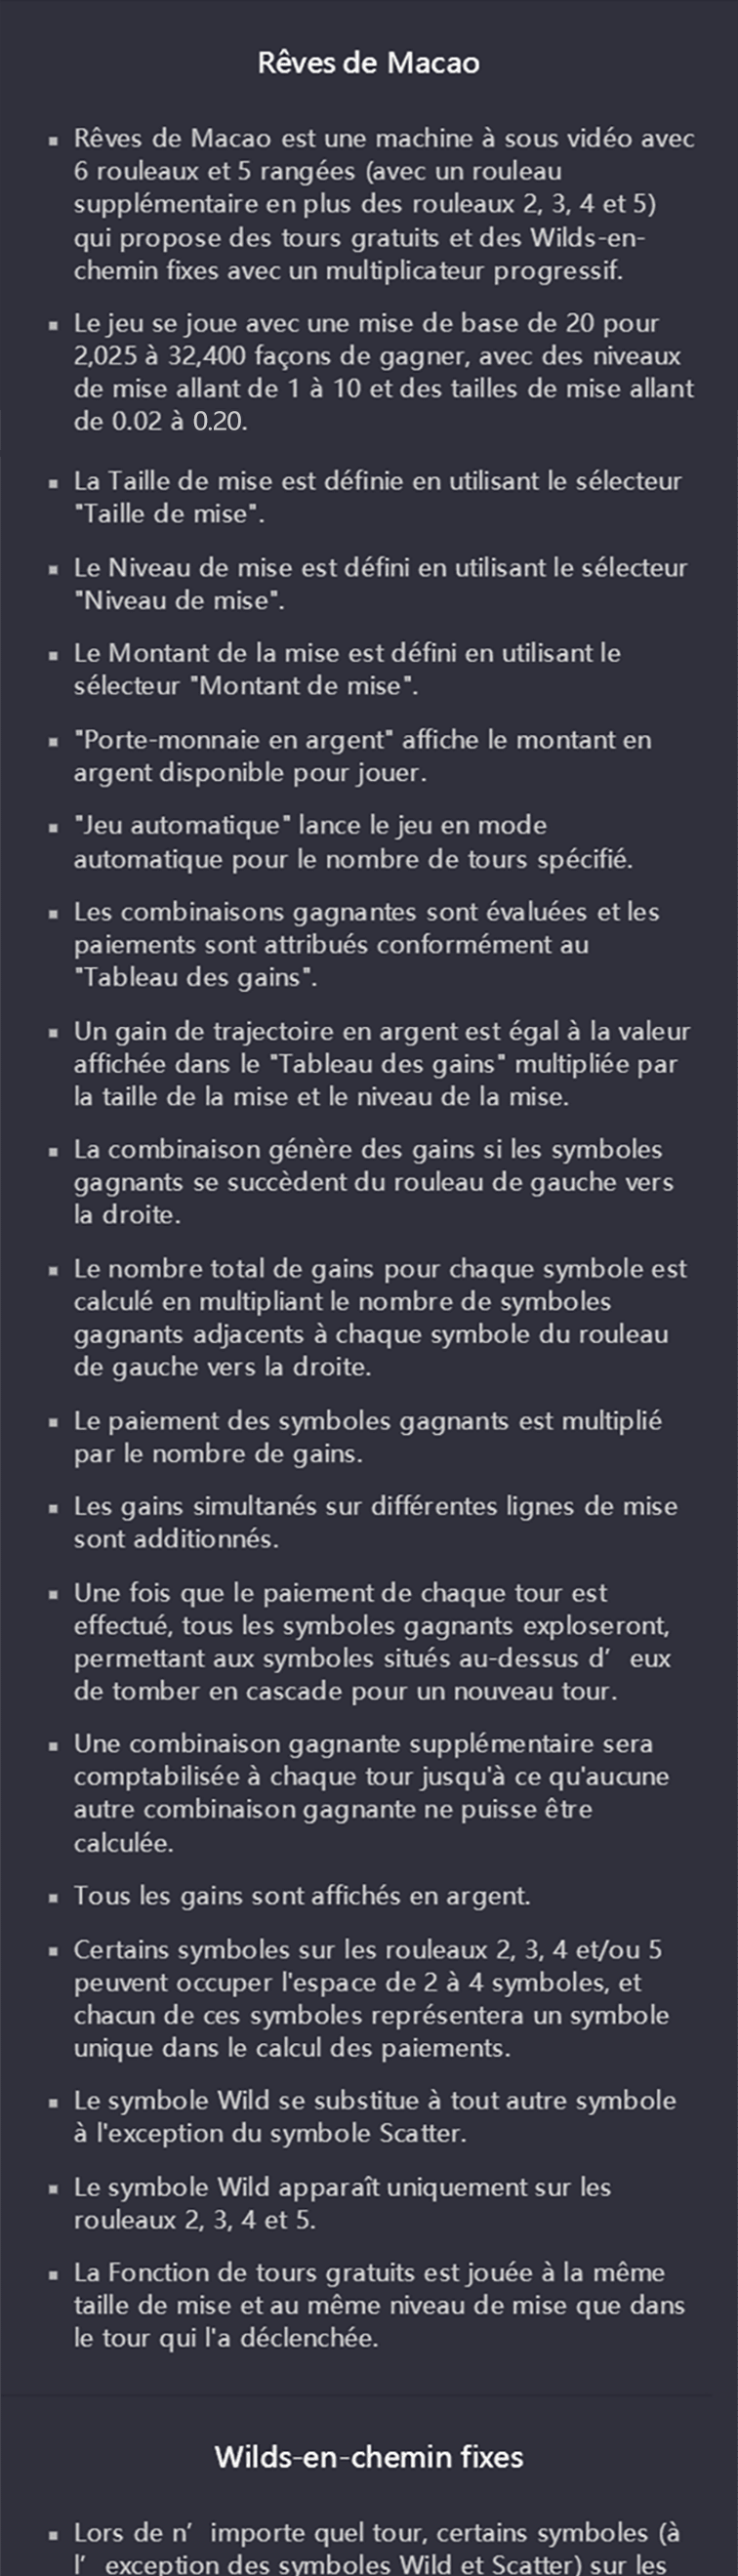 Rêves de Macao
▪ Rêves de Macao est une machine à sous vidéo avec
6 rouleaux et 5 rangées (avec un rouleau
supplémentaire en plus des rouleaux 2, 3, 4 et 5)
qui propose des tours gratuits et des Wilds-en-
chemin fixes avec un multiplicateur progressif.
▪ Le jeu se joue avec une mise de base de 20 pour
2,025 à 32,400 façons de gagner, avec des niveaux
de mise allant de 1 à 10 et des tailles de mise allant
de 0.02 à 0.20.
▪ La Taille de mise est définie en utilisant le sélecteur
"Taille de mise".
▪ Le Niveau de mise est défini en utilisant le sélecteur
"Niveau de mise".
▪ Le Montant de la mise est défini en utilisant le
sélecteur "Montant de mise".
▪ "Porte-monnaie en argent" affiche le montant en
argent disponible pour jouer.
▪ "Jeu automatique" lance le jeu en mode
automatique pour le nombre de tours spécifié.
▪ Les combinaisons gagnantes sont évaluées et les
paiements sont attribués conformément au
"Tableau des gains".
▪ Un gain de trajectoire en argent est égal à la valeur
affichée dans le "Tableau des gains" multipliée par
la taille de la mise et le niveau de la mise.
▪ La combinaison génère des gains si les symboles
gagnants se succèdent du rouleau de gauche vers
la droite.
▪ Le nombre total de gains pour chaque symbole est
calculé en multipliant le nombre de symboles
gagnants adjacents à chaque symbole du rouleau
de gauche vers la droite.
▪ Le paiement des symboles gagnants est multiplié
par le nombre de gains.
▪ Les gains simultanés sur différentes lignes de mise
sont additionnés.
▪ Une fois que le paiement de chaque tour est
effectué, tous les symboles gagnants exploseront,
permettant aux symboles situés au-dessus d’ eux
de tomber en cascade pour un nouveau tour.
▪ Une combinaison gagnante supplémentaire sera
comptabilisée à chaque tour jusqu'à ce qu'aucune
autre combinaison gagnante ne puisse être
calculée.
▪ Tous les gains sont affichés en argent.
▪ Certains symboles sur les rouleaux 2, 3, 4 et/ou 5
peuvent occuper l'espace de 2 à 4 symboles, et
chacun de ces symboles représentera un symbole
unique dans le calcul des paiements.
▪ Le symbole Wild se substitue à tout autre symbole
à l'exception du symbole Scatter.
▪ Le symbole Wild apparaît uniquement sur les
rouleaux 2, 3, 4 et 5.
▪ La Fonction de tours gratuits est jouée à la même
taille de mise et au même niveau de mise que dans
le tour qui l'a déclenchée.
Wilds-en-chemin fixes
▪ Lors de n’ importe quel tour, certains symboles (à
l’ exception des symboles Wild et Scatter) sur les